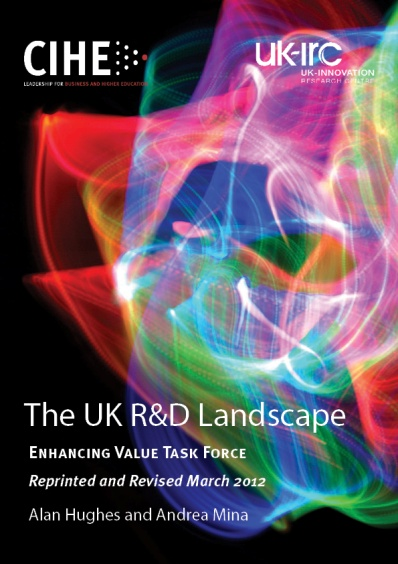 CIHE
LEADERSHIP FOR BUSINESS AND HIGHER EDUCATION
uk-irc
UK-INNOVATION
RESEARCH CENTRE
The UK R&D Landscape
ENHANCING VALUE TASK FORCE
Reprinted and Revised March 2012
Alan Hughes and Andrea Mina